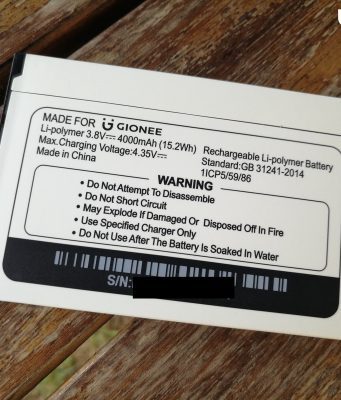 MADE FOR GIONEE
Li-polymer 3.8V⎓ 4000mAh (15.2Wh)
Max.Charging Voltage:4.35V⎓
Made in China
Rechargeable Li-polymer Battery
Standard:GB 31241-2014
1ICP5/59/86
WARNING
• Do Not Attempt To Disassemble
• Do Not Short Circuit
• May Explode If Damaged Or Disposed Off In Fire
• Use Specified Charger Only
• Do Not Use After The Battery Is Soaked In Water
S/N: